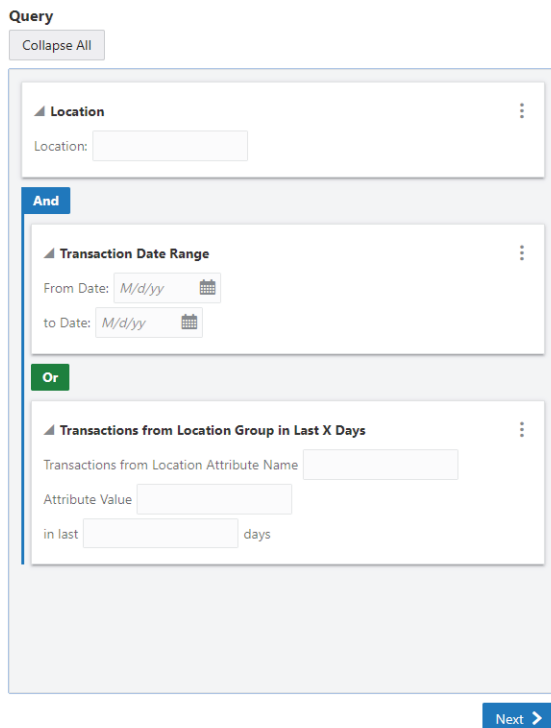 Query
Collapse All
Location
Location:
And
Transaction Date Range
From Date: M/d/yy
to Date: M/d/yy
Or
Transactions from Location Group in Last X Days
Transactions from Location Attribute Name
Attribute Value
in last days
Next